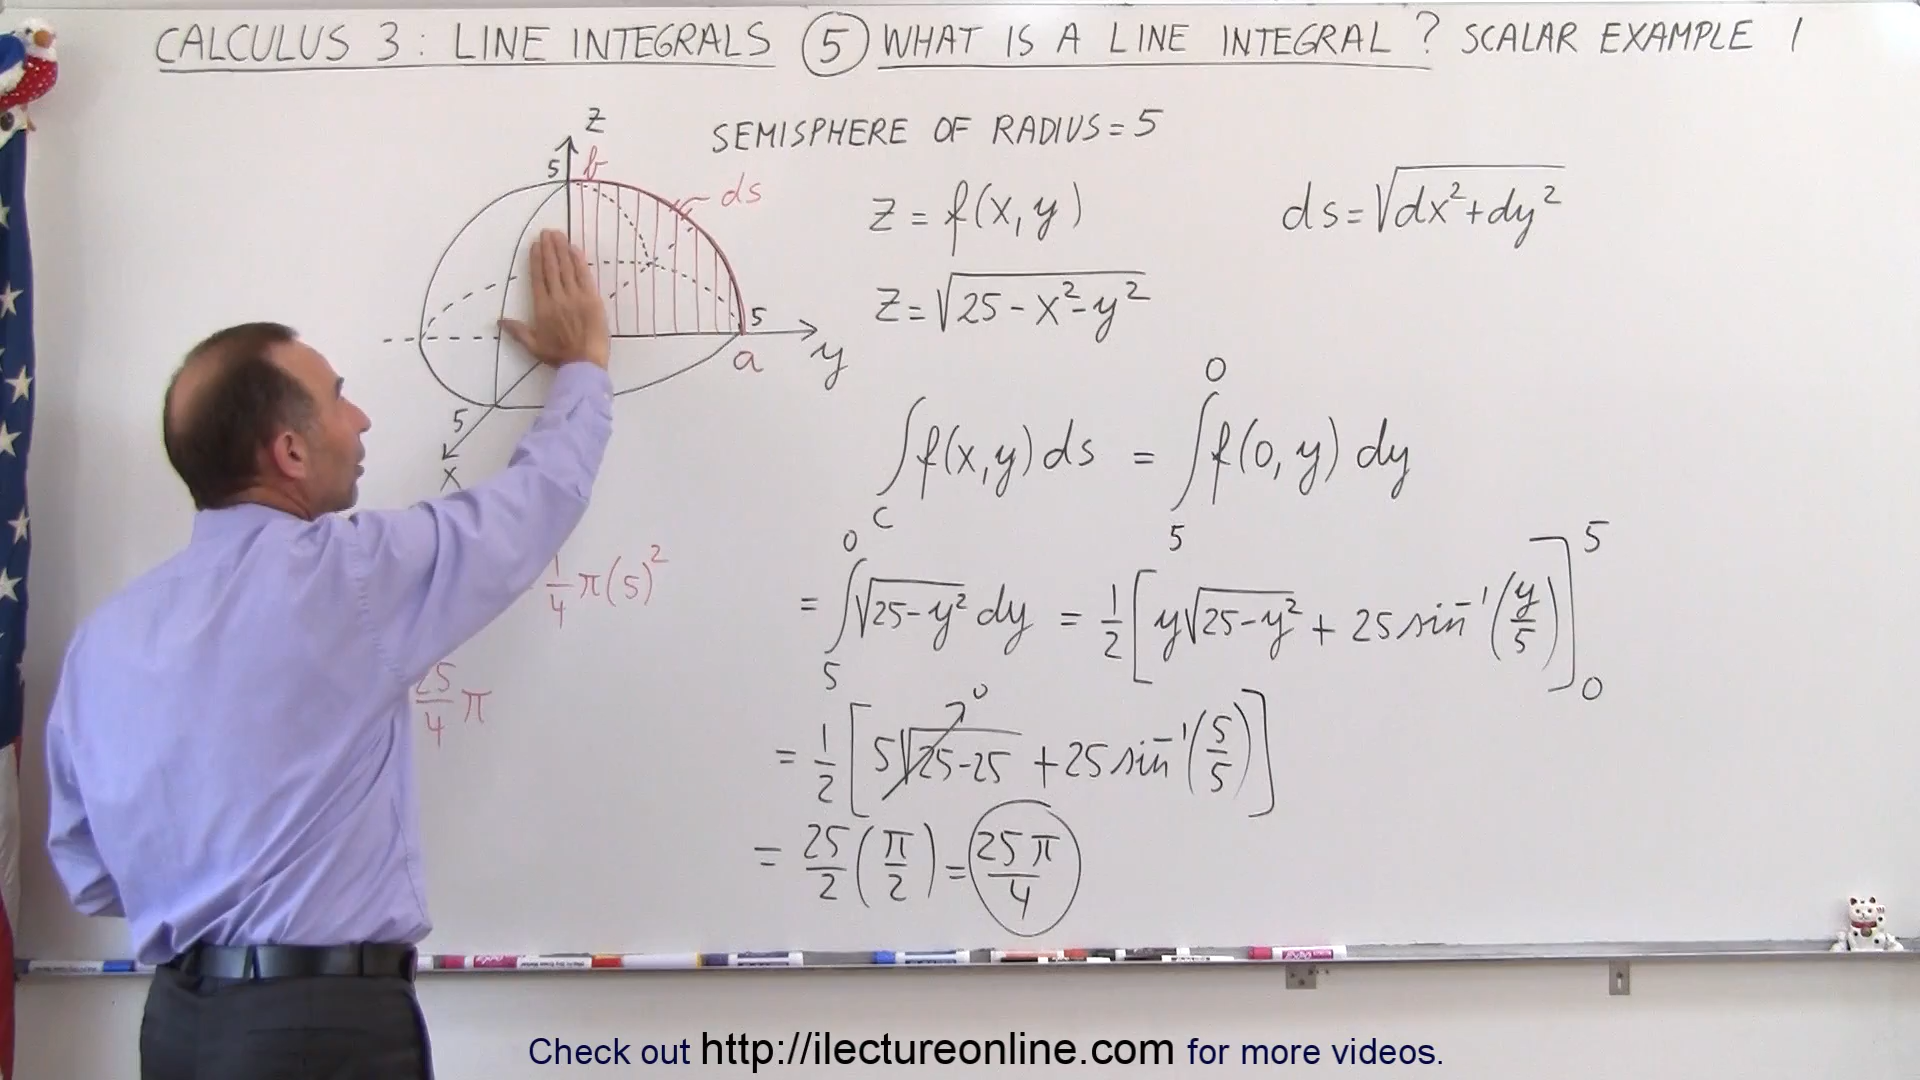 CALCULUS 3: LINE INTEGRALS ⑤ WHAT IS A LINE INTEGRAL? SCALAR EXAMPLE 1
SEMISPHERE OF RADIUS = 5
z
5 b
ds
5
a
y
5
x
z = f(x,y)
ds = √(dx²+dy²)
z = √(25-x²-y²)
∫_C f(x,y) ds = ∫_5^0 f(0,y) dy
= ∫_5^0 √(25-y²) dy = 1/2 [y√(25-y²) + 25 sin⁻¹(y/5)]_0^5
= 1/2 [5√(25-25) → 0 + 25 sin⁻¹(5/5)]
= 25/2 (π/2) = 25π/4
1/4 π(5)²
25/4 π
Check out http://ilectureonline.com for more videos.